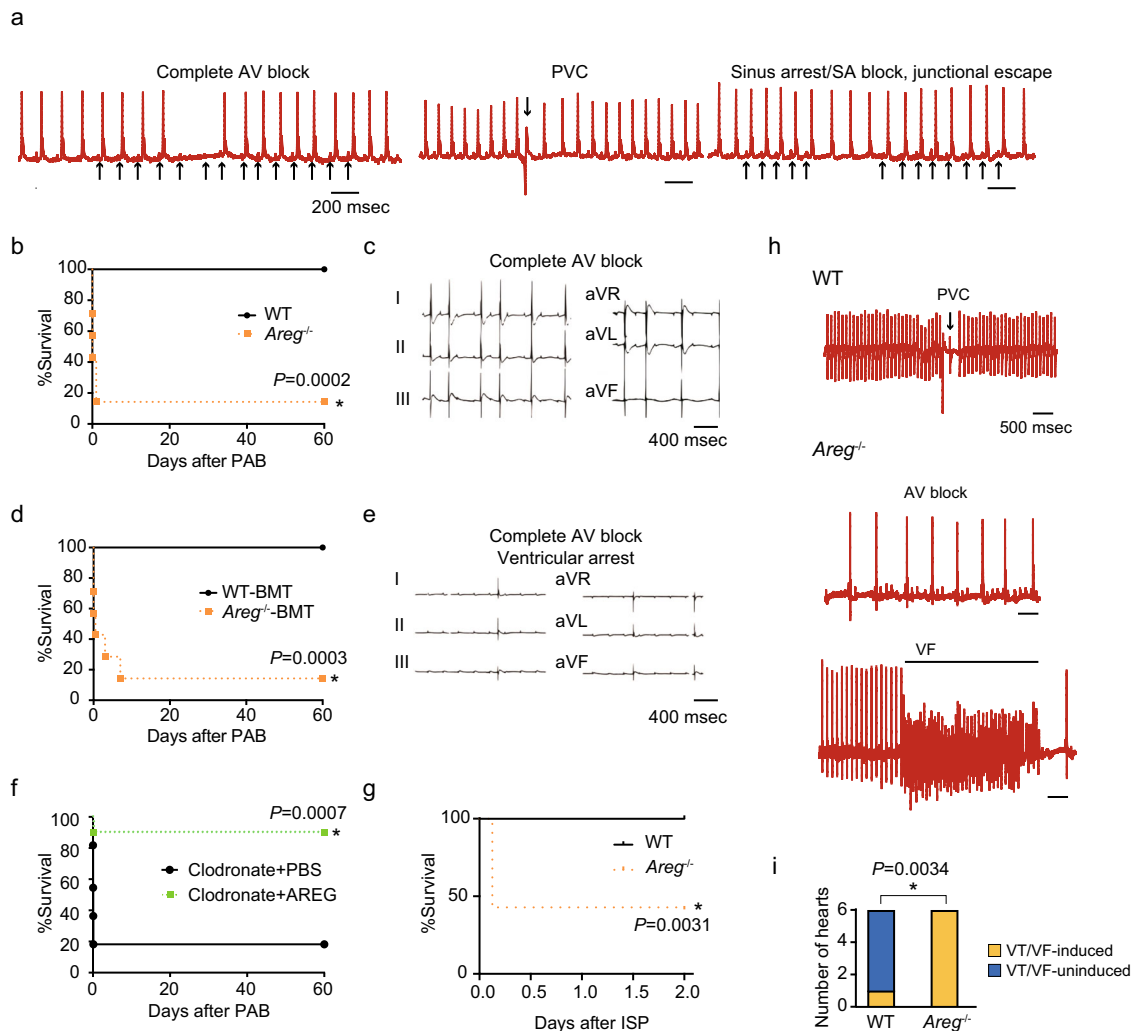 a
Complete AV block
PVC
Sinus arrest/SA block, junctional escape
200 msec
b
100
80
60
40
20
0
%Survival
WT
Areg-/-
P=0.0002
*
0 20 40 60
Days after PAB
c
Complete AV block
I
II
III
aVR
aVL
aVF
400 msec
d
100
80
60
40
20
0
%Survival
WT-BMT
Areg-/--BMT
P=0.0003
*
0 20 40 60
Days after PAB
e
Complete AV block
Ventricular arrest
I
II
III
aVR
aVL
aVF
400 msec
f
100
80
60
40
20
0
%Survival
P=0.0007
*
Clodronate+PBS
Clodronate+AREG
0 20 40 60
Days after PAB
g
100
50
0
%Survival
WT
Areg-/-
*
P=0.0031
0.0 0.5 1.0 1.5 2.0
Days after ISP
h
WT
PVC
500 msec
Areg-/-
AV block
VF
i
P=0.0034
*
6
4
2
0
Number of hearts
WT Areg-/-
VT/VF-induced
VT/VF-uninduced